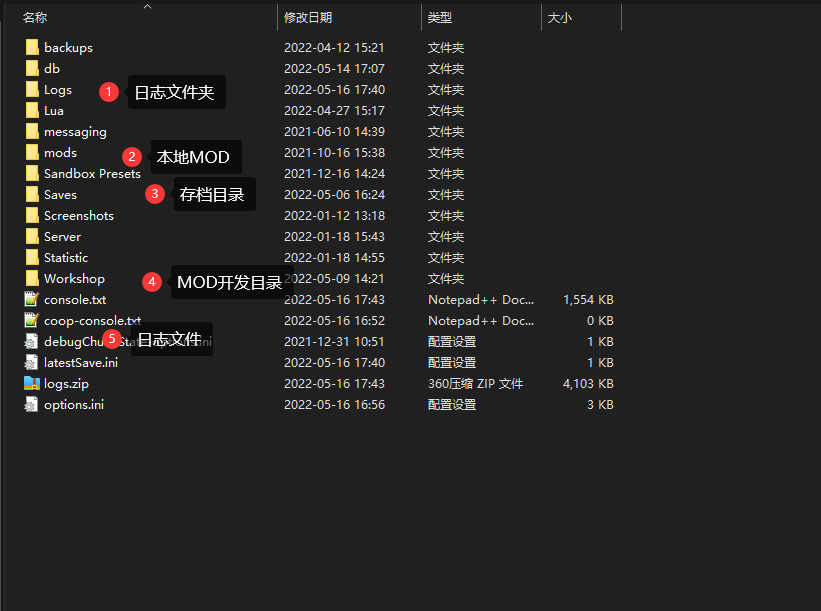 名称 修改日期 类型 大小
backups 2022-04-12 15:21 文件夹
db 2022-05-14 17:07 文件夹
Logs 1 日志文件夹 2022-05-16 17:40 文件夹
Lua 2022-04-27 15:17 文件夹
messaging 2021-06-10 14:39 文件夹
mods 2 本地MOD 2021-10-16 15:38 文件夹
Sandbox Presets 2021-12-16 14:24 文件夹
Saves 3 存档目录 2022-05-06 16:24 文件夹
Screenshots 2022-01-12 13:18 文件夹
Server 2022-01-18 15:43 文件夹
Statistic 2022-01-18 14:55 文件夹
Workshop 4 MOD开发目录 2022-05-09 14:21 文件夹
console.txt 2022-05-16 17:43 Notepad++ Doc... 1,554 KB
coop-console.txt 2022-05-16 16:52 Notepad++ Doc... 0 KB
5 日志文件 2021-12-31 10:51 配置设置 1 KB
latestSave.ini 2022-05-16 17:40 配置设置 1 KB
logs.zip 2022-05-16 17:43 360压缩 ZIP 文件 4,103 KB
options.ini 2022-05-16 16:56 配置设置 3 KB